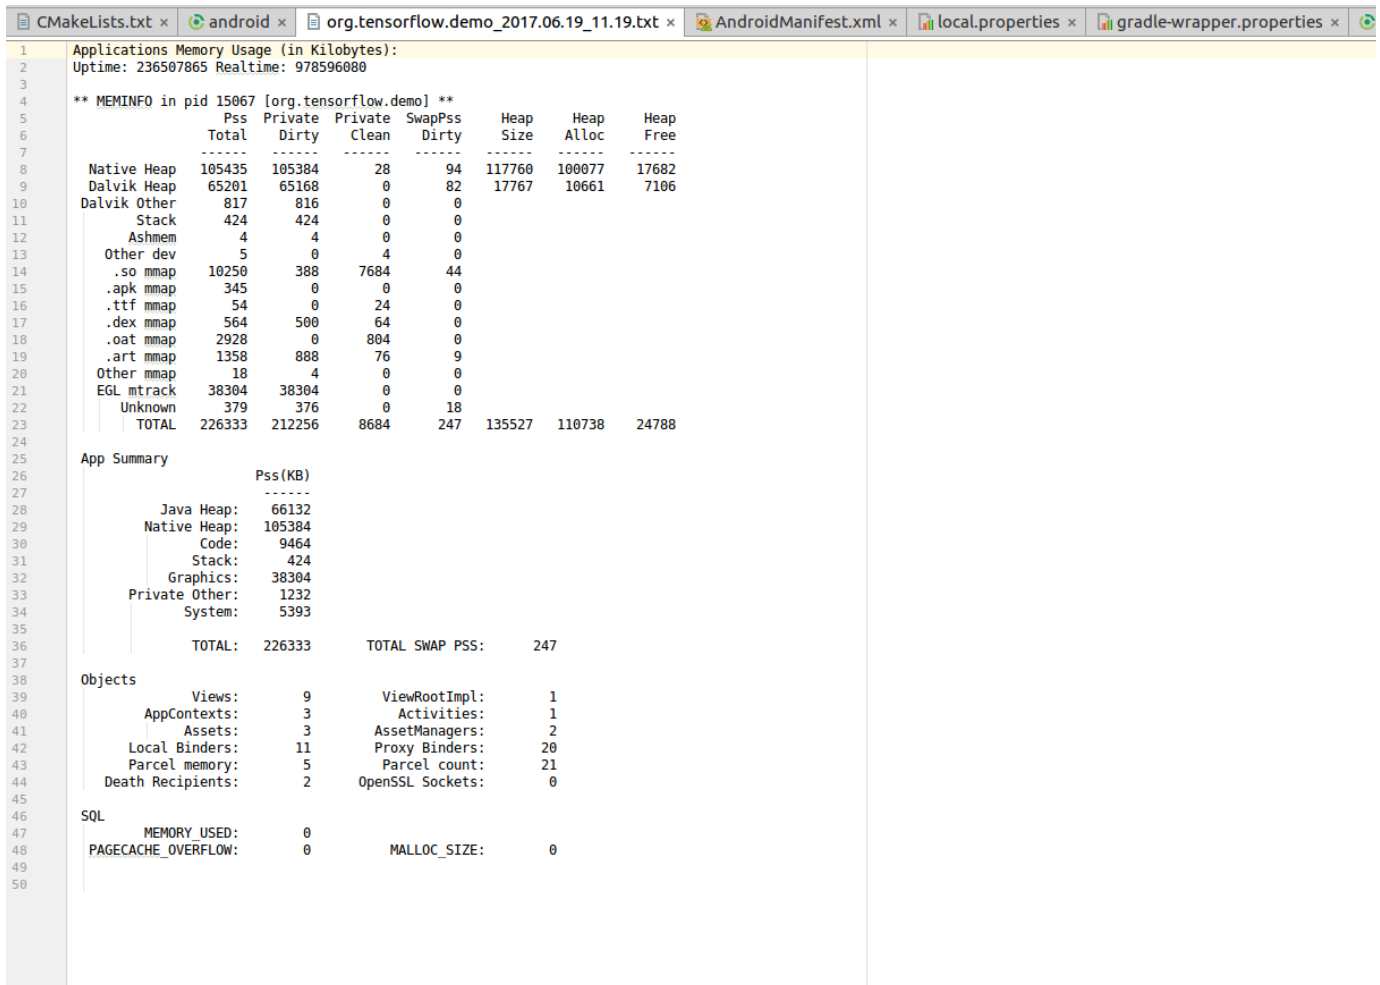 CMakeLists.txt × android × org.tensorflow.demo_2017.06.19_11.19.txt × AndroidManifest.xml × local.properties × gradle-wrapper.properties ×
1 Applications Memory Usage (in Kilobytes):
2 Uptime: 236507865 Realtime: 978596080
3
4 ** MEMINFO in pid 15067 [org.tensorflow.demo] **
5 Pss Private Private SwapPss Heap Heap Heap
6 Total Dirty Clean Dirty Size Alloc Free
7 ------ ------ ------ ------ ------ ------ ------
8 Native Heap 105435 105384 28 94 117760 100077 17682
9 Dalvik Heap 65201 65168 0 82 17767 10661 7106
10 Dalvik Other 817 816 0 0
11 Stack 424 424 0 0
12 Ashmem 4 4 0 0
13 Other dev 5 0 4 0
14 .so mmap 10250 388 7684 44
15 .apk mmap 345 0 0 0
16 .ttf mmap 54 0 24 0
17 .dex mmap 564 500 64 0
18 .oat mmap 2928 0 804 0
19 .art mmap 1358 888 76 9
20 Other mmap 18 4 0 0
21 EGL mtrack 38304 38304 0 0
22 Unknown 379 376 0 18
23 TOTAL 226333 212256 8684 247 135527 110738 24788
24
25 App Summary
26 Pss(KB)
27 ------
28 Java Heap: 66132
29 Native Heap: 105384
30 Code: 9464
31 Stack: 424
32 Graphics: 38304
33 Private Other: 1232
34 System: 5393
35
36 TOTAL: 226333 TOTAL SWAP PSS: 247
37
38 Objects
39 Views: 9 ViewRootImpl: 1
40 AppContexts: 3 Activities: 1
41 Assets: 3 AssetManagers: 2
42 Local Binders: 11 Proxy Binders: 20
43 Parcel memory: 5 Parcel count: 21
44 Death Recipients: 2 OpenSSL Sockets: 0
45
46 SQL
47 MEMORY_USED: 0
48 PAGECACHE_OVERFLOW: 0 MALLOC_SIZE: 0
49
50